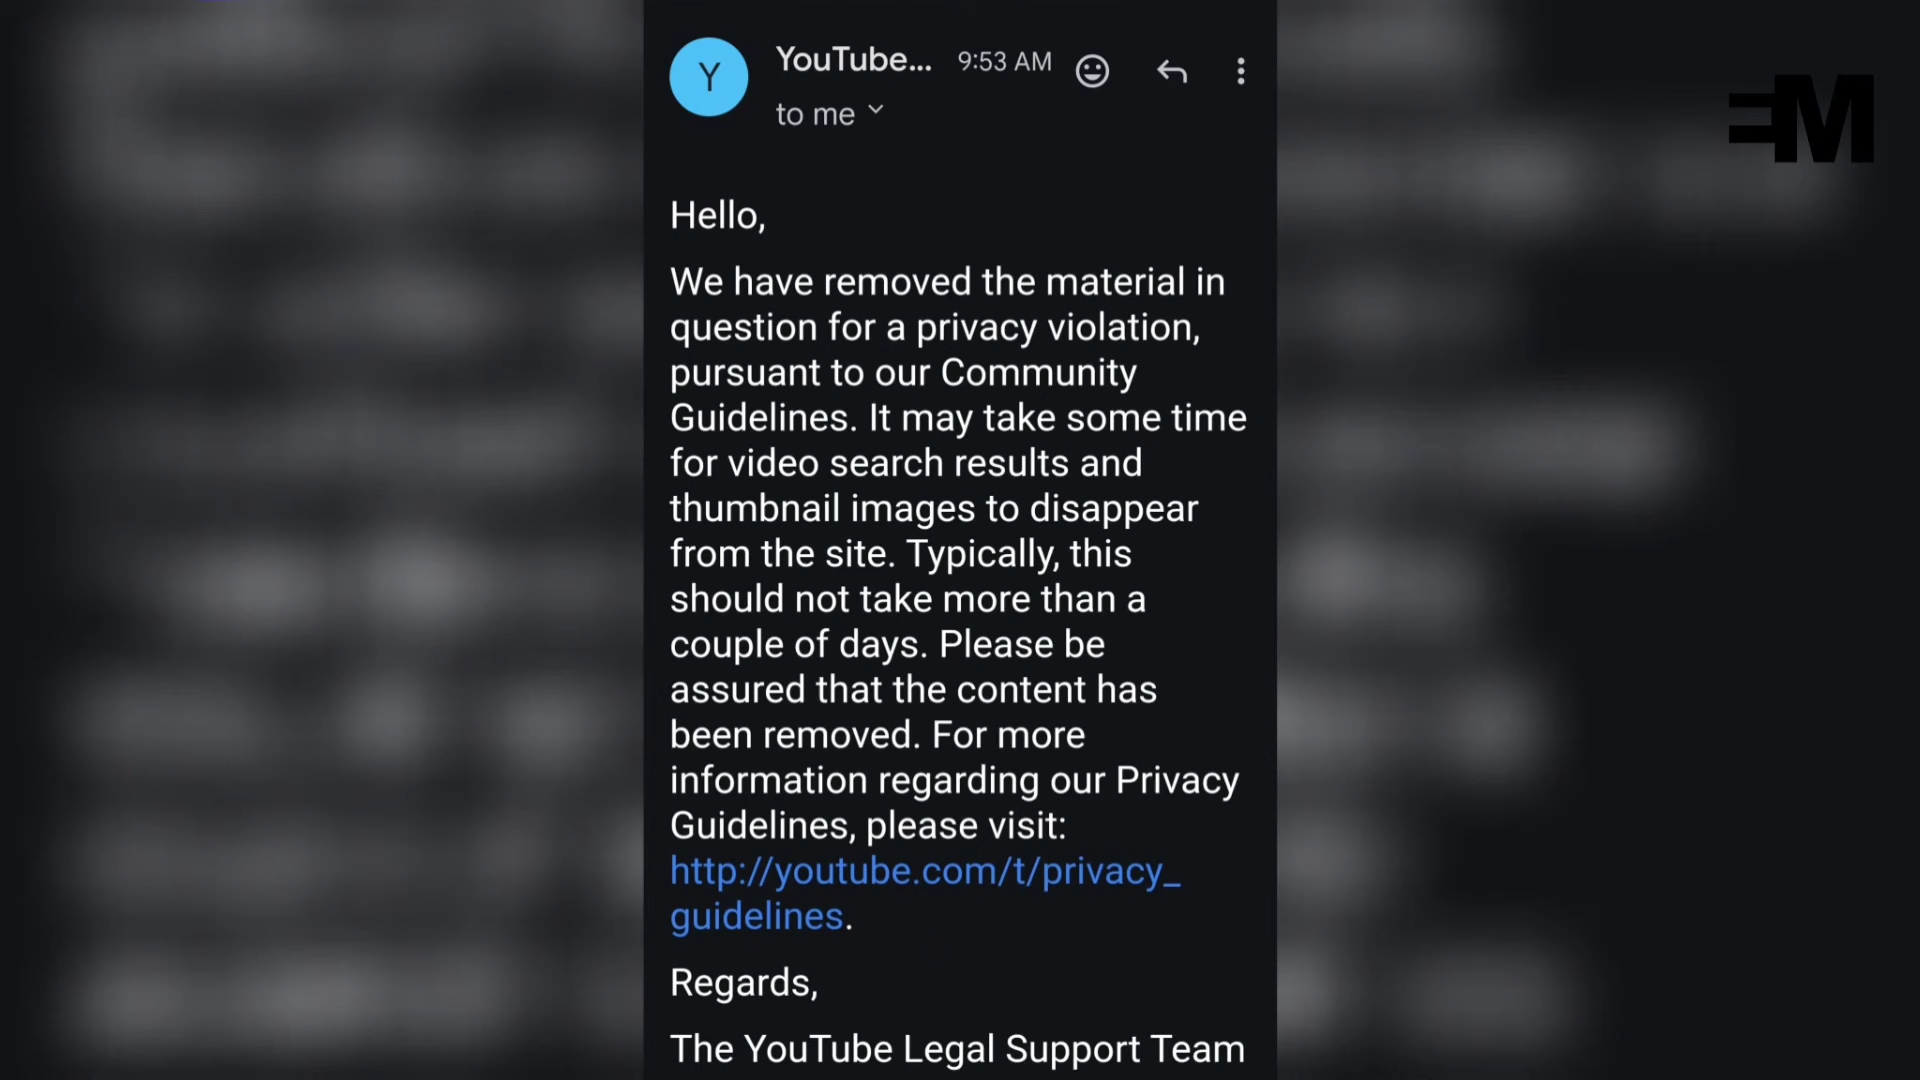 Y
YouTube... 9:53 AM
to me
Hello,
We have removed the material in
question for a privacy violation,
pursuant to our Community
Guidelines. It may take some time
for video search results and
thumbnail images to disappear
from the site. Typically, this
should not take more than a
couple of days. Please be
assured that the content has
been removed. For more
information regarding our Privacy
Guidelines, please visit:
http://youtube.com/t/privacy_
guidelines.
Regards,
The YouTube Legal Support Team